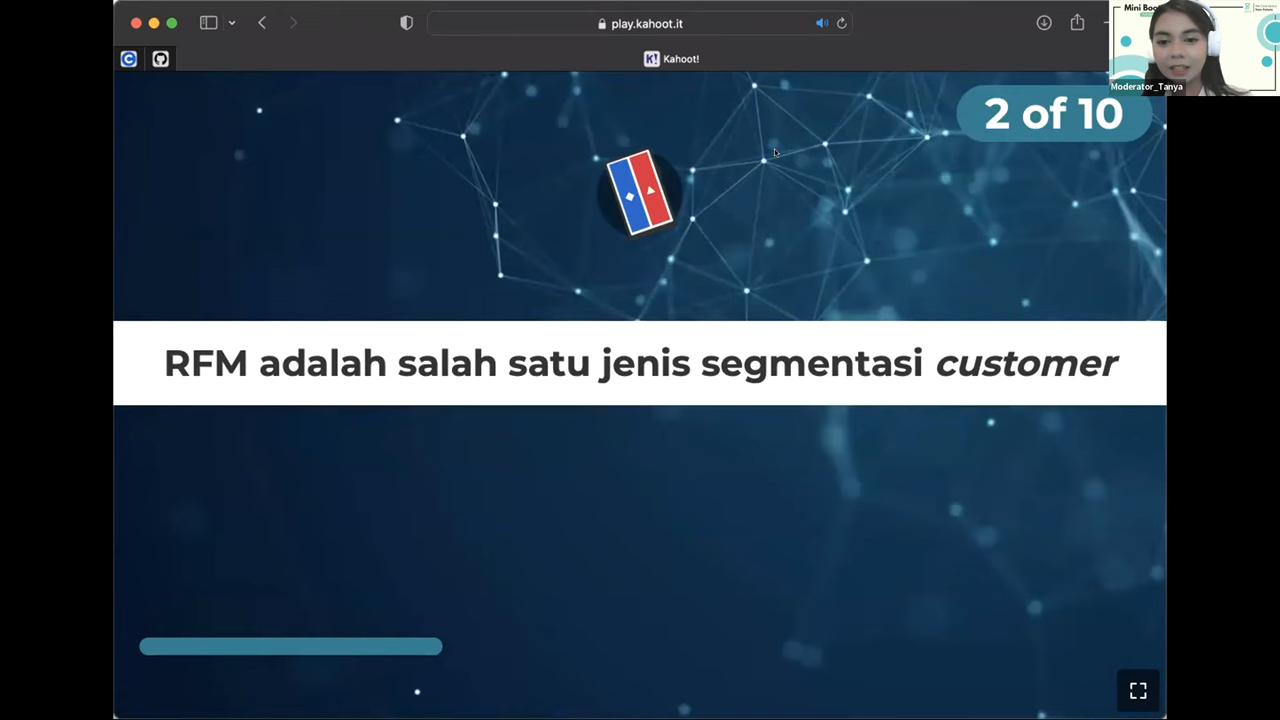 play.kahoot.it
Kahoot!
Moderator_Tanya
2 of 10
RFM adalah salah satu jenis segmentasi customer